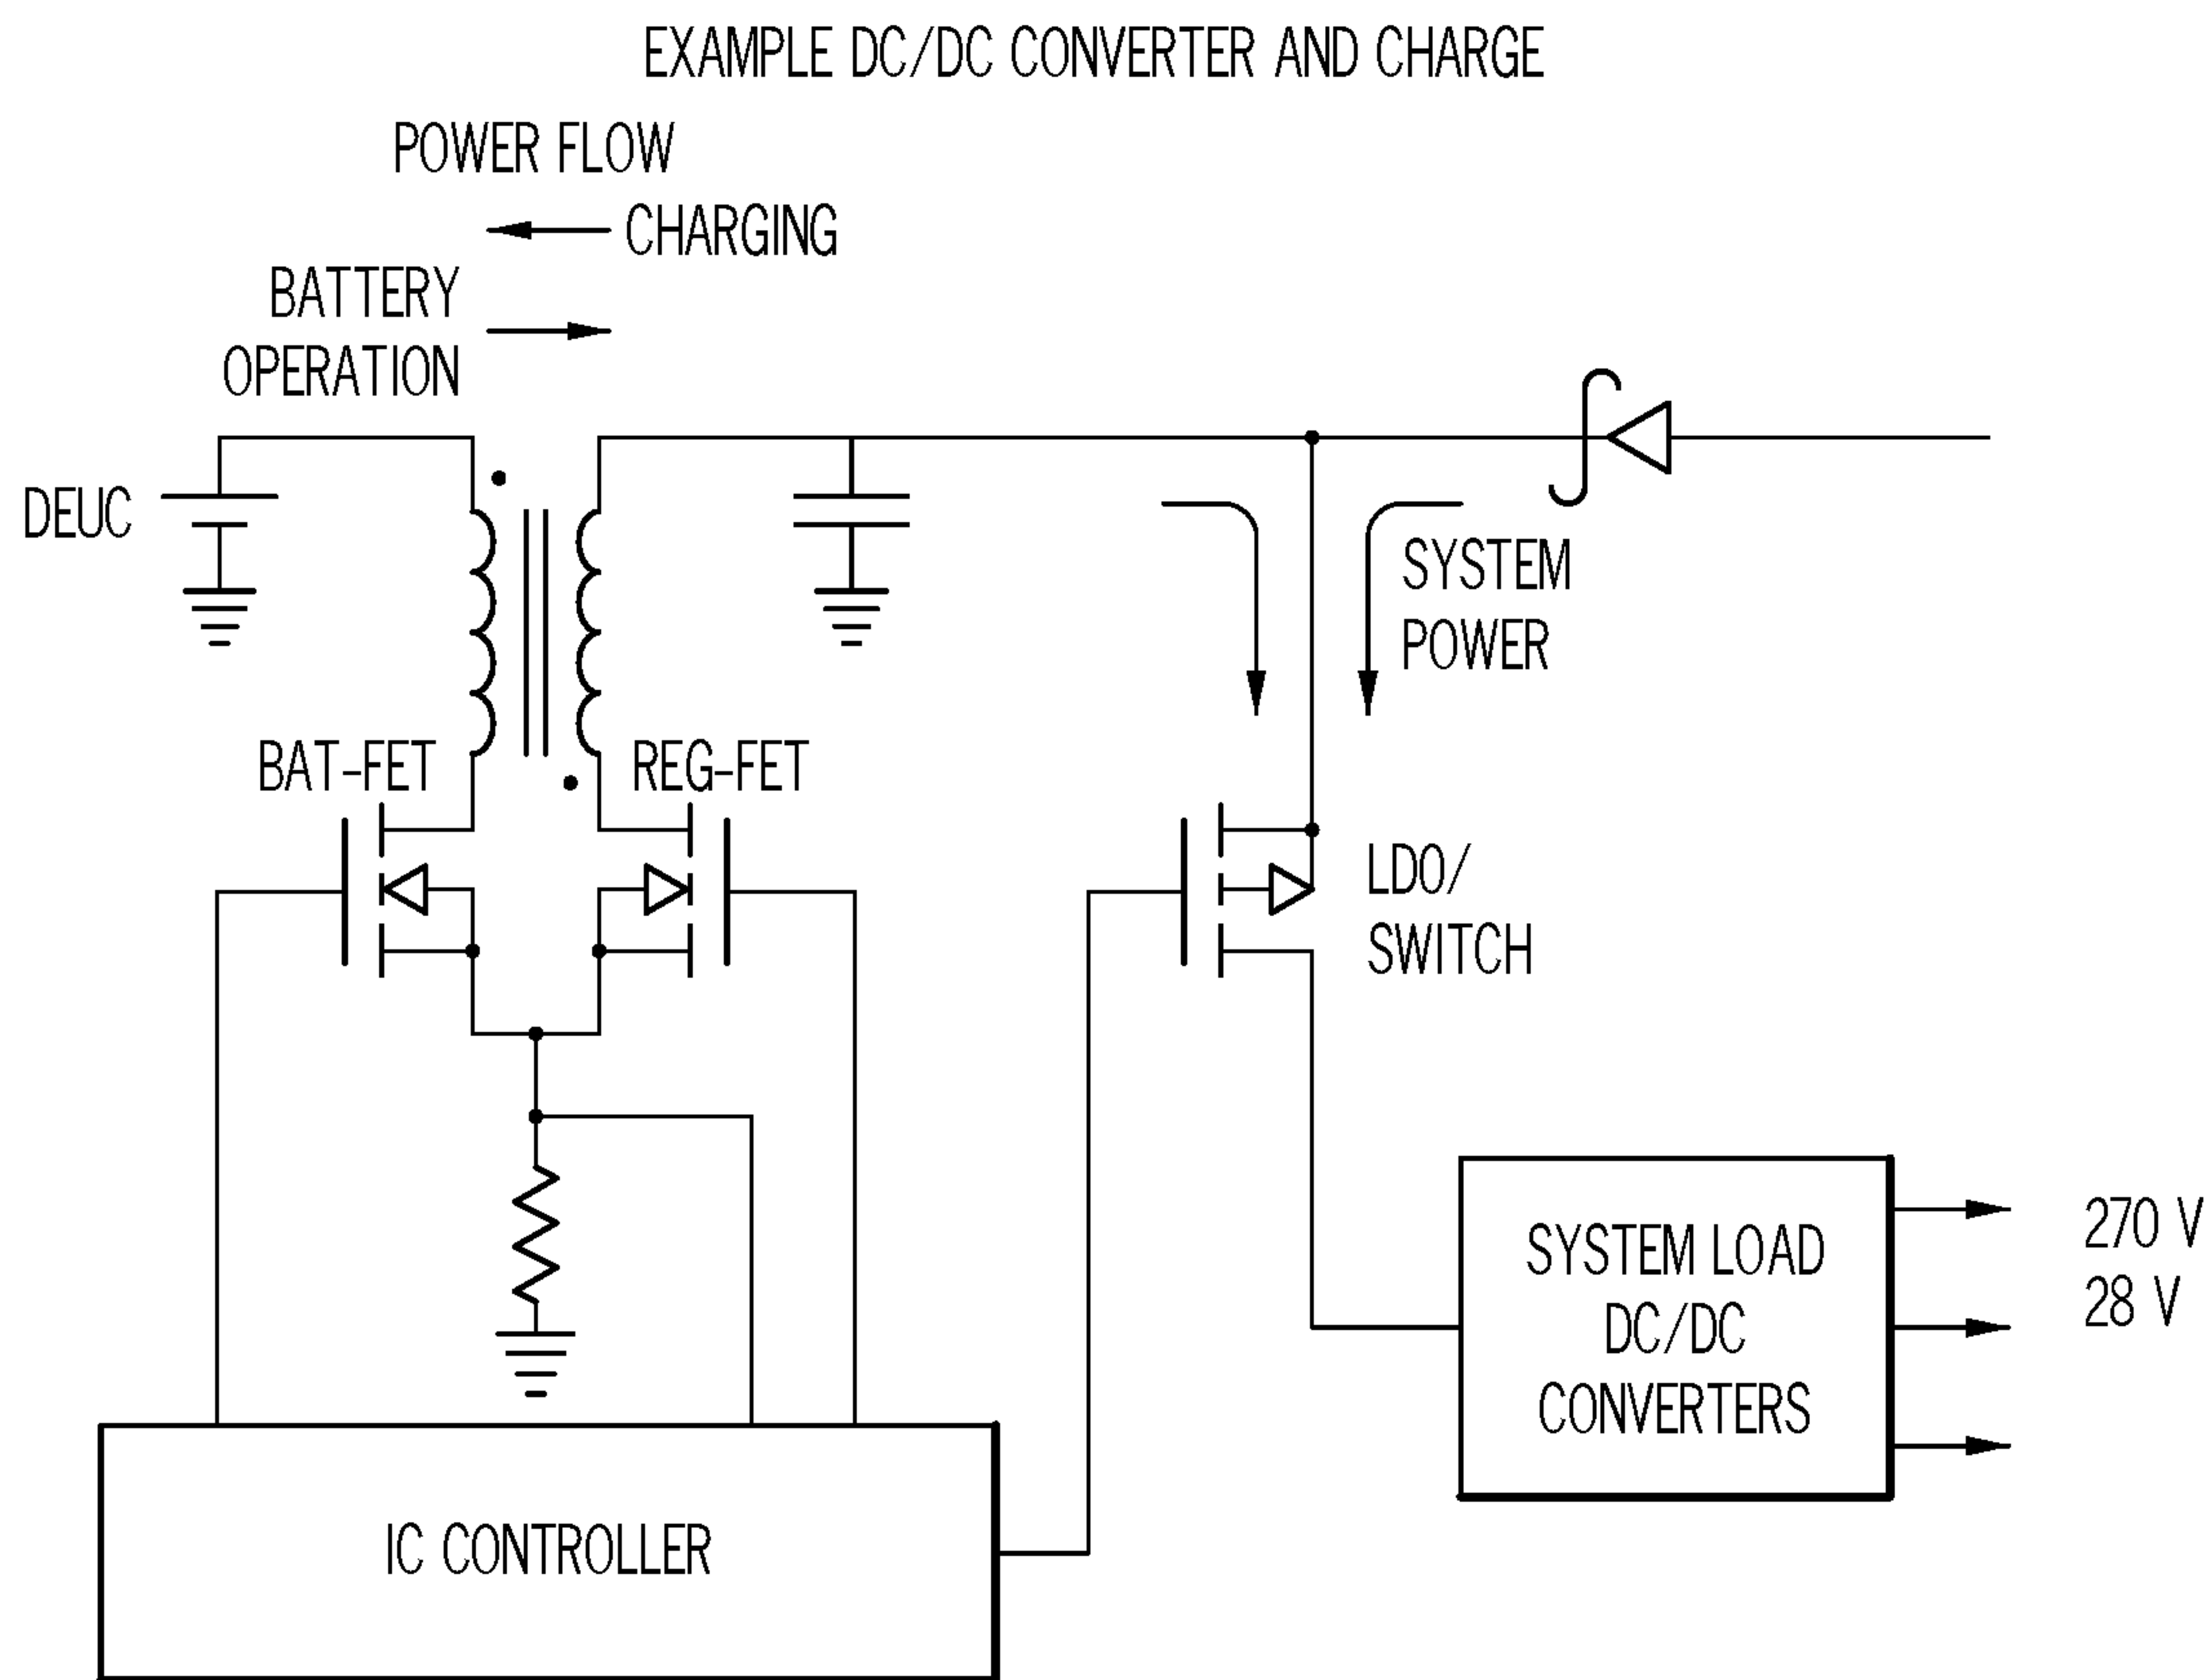 EXAMPLE DC/DC CONVERTER AND CHARGE
POWER FLOW
CHARGING
BATTERY
OPERATION
DEUC
SYSTEM
POWER
BAT-FET
REG-FET
LDO/
SWITCH
SYSTEM LOAD
DC/DC
CONVERTERS
270 V
28 V
IC CONTROLLER